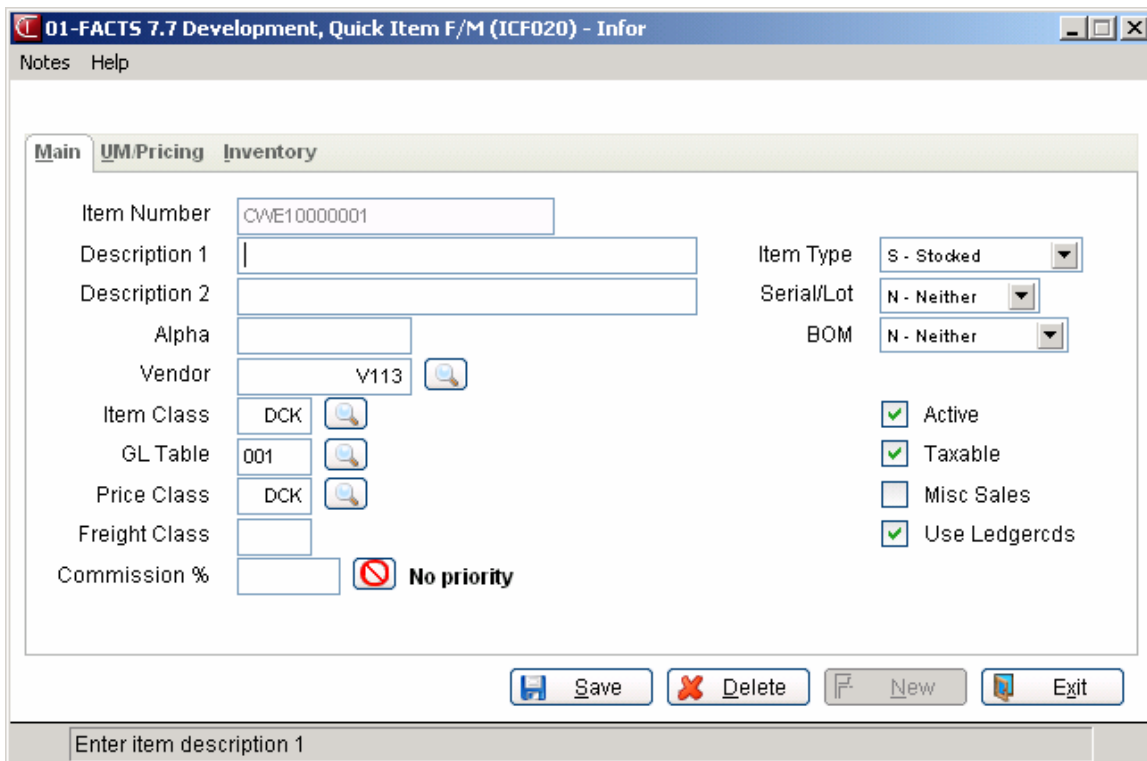 01-FACTS 7.7 Development, Quick Item F/M (ICF020) - Infor
Notes Help
Main UM/Pricing Inventory
Item Number CWE10000001
Description 1 Item Type S - Stocked
Description 2 Serial/Lot N - Neither
Alpha BOM N - Neither
Vendor V113
Item Class DCK Active
GL Table 001 Taxable
Price Class DCK Misc Sales
Freight Class Use Ledgercds
Commission % No priority
Save Delete New Exit
Enter item description 1